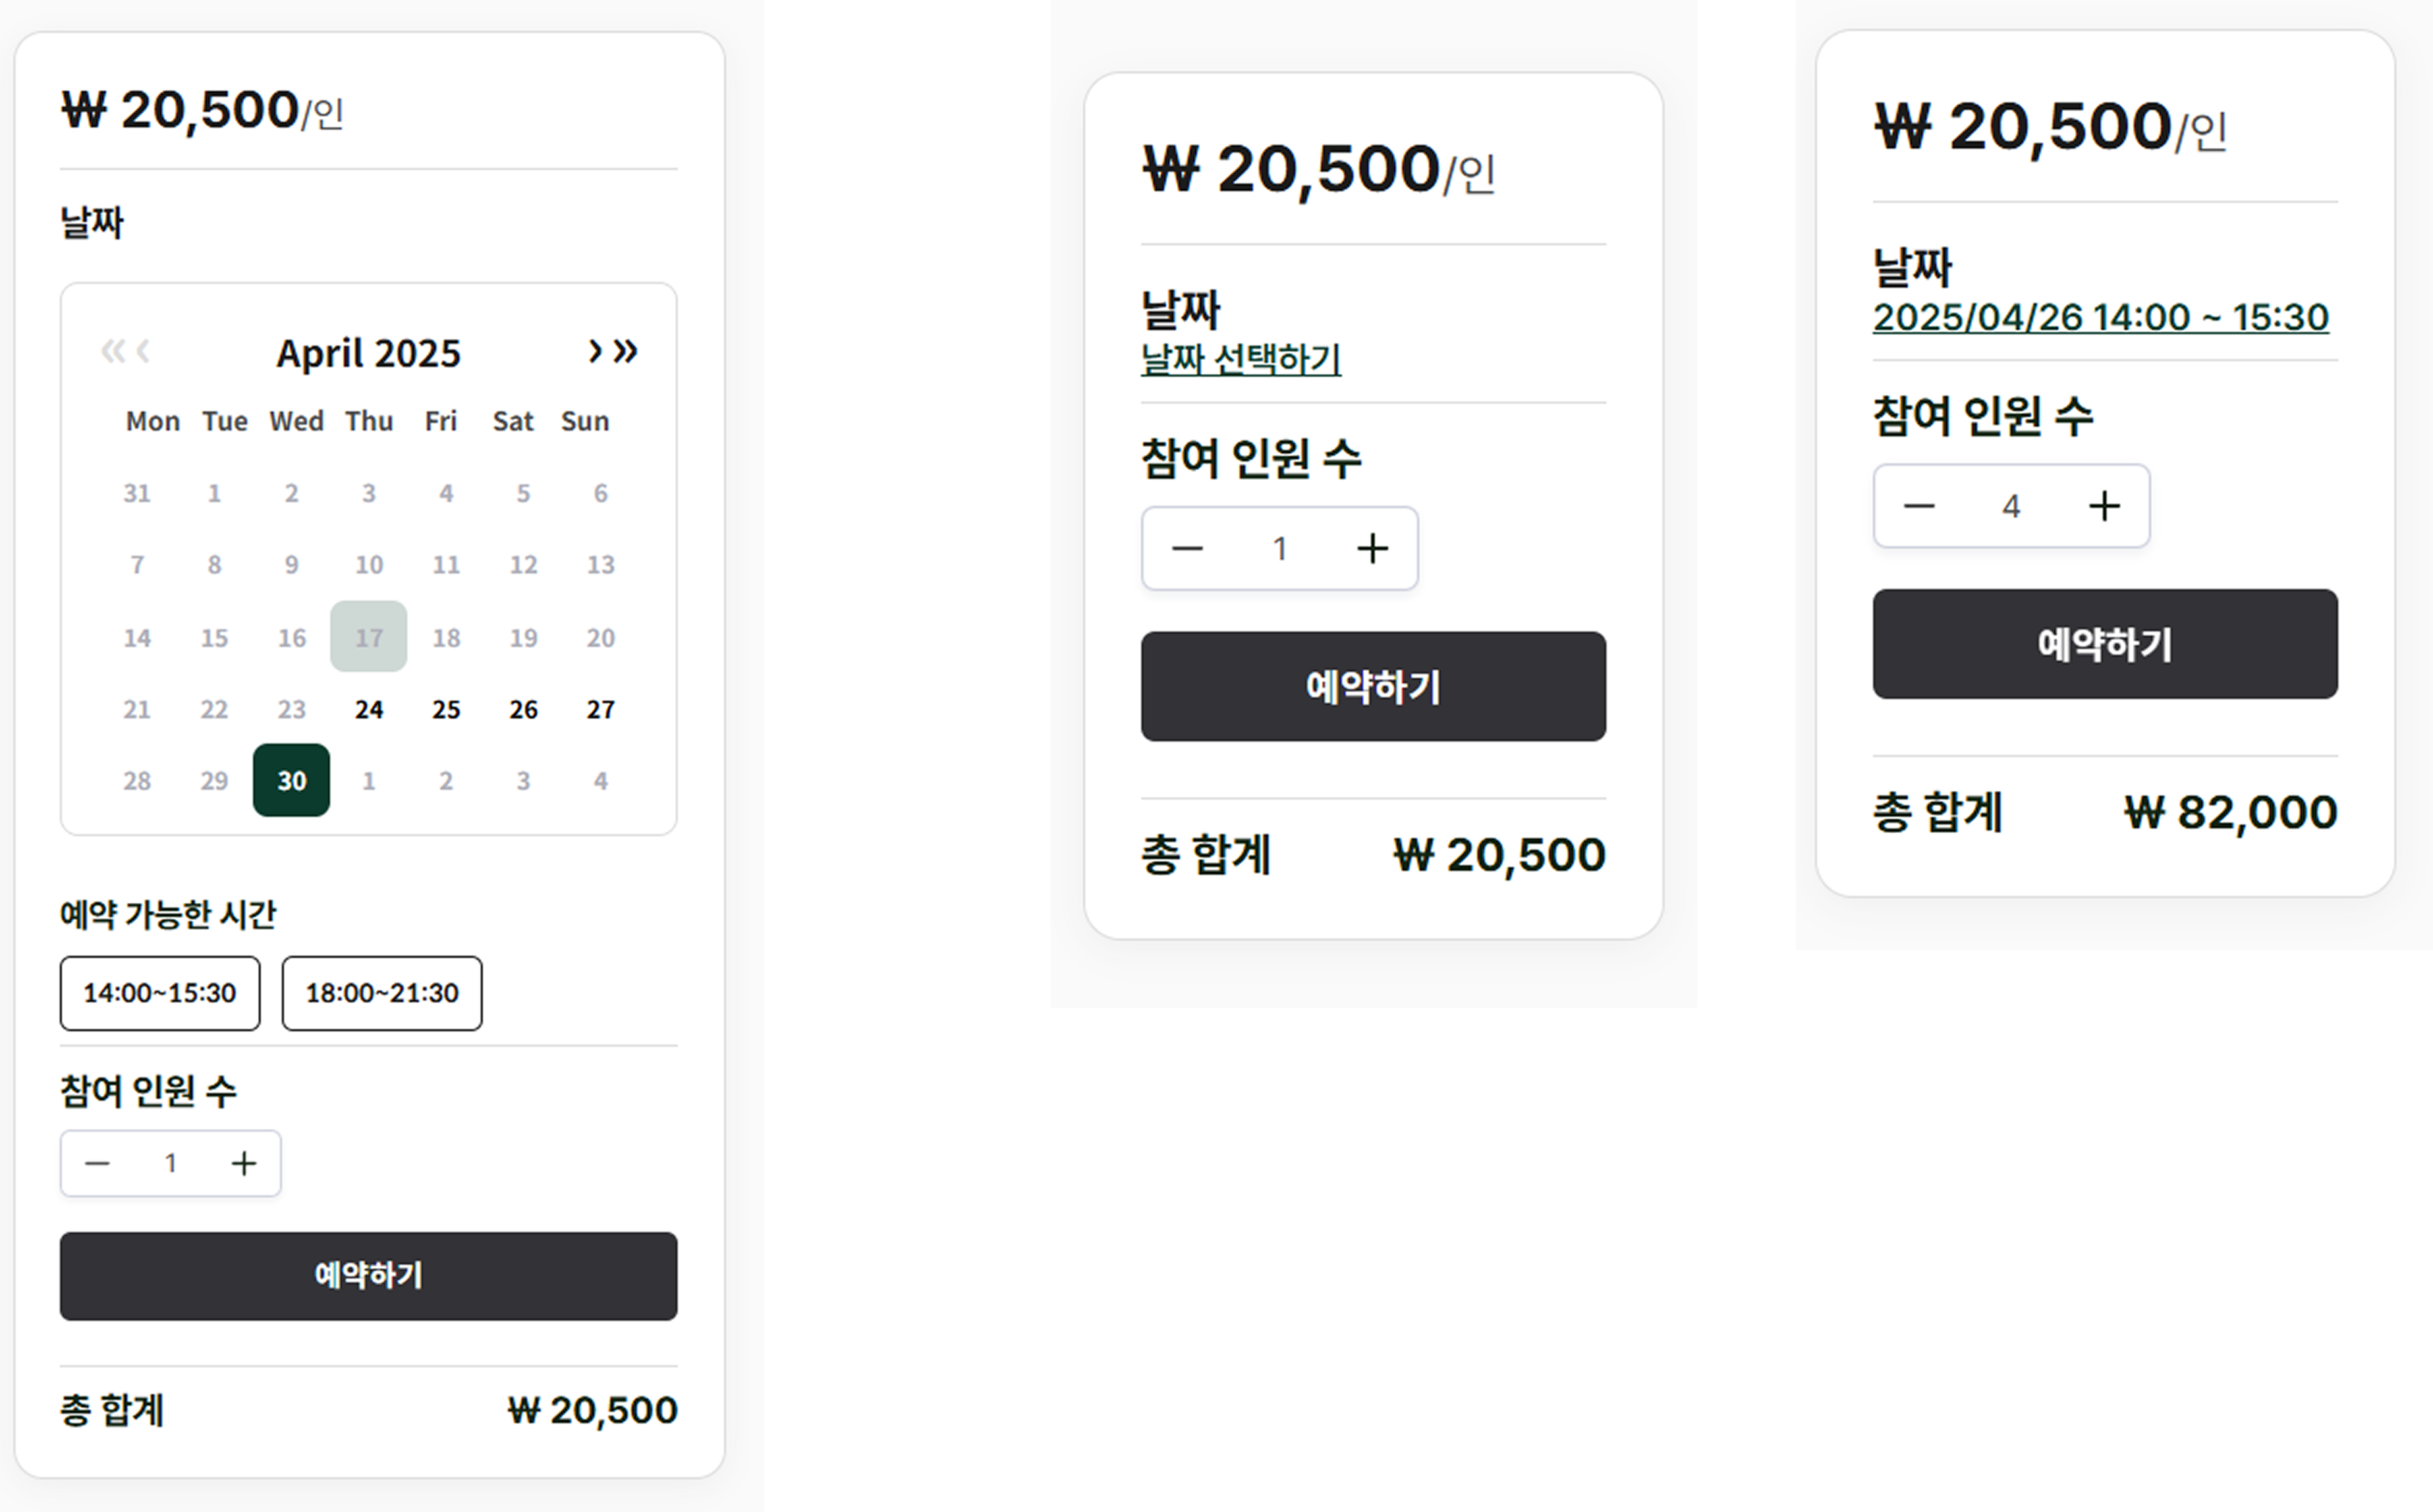 ₩ 20,500/인
날짜
« ‹ April 2025 › »
Mon Tue Wed Thu Fri Sat Sun
31 1 2 3 4 5 6
7 8 9 10 11 12 13
14 15 16 17 18 19 20
21 22 23 24 25 26 27
28 29 30 1 2 3 4
예약 가능한 시간
14:00~15:30 18:00~21:30
참여 인원 수
— 1 +
예약하기
총 합계 ₩ 20,500
₩ 20,500/인
날짜
날짜 선택하기
참여 인원 수
— 1 +
예약하기
총 합계 ₩ 20,500
₩ 20,500/인
날짜
2025/04/26 14:00 ~ 15:30
참여 인원 수
— 4 +
예약하기
총 합계 ₩ 82,000